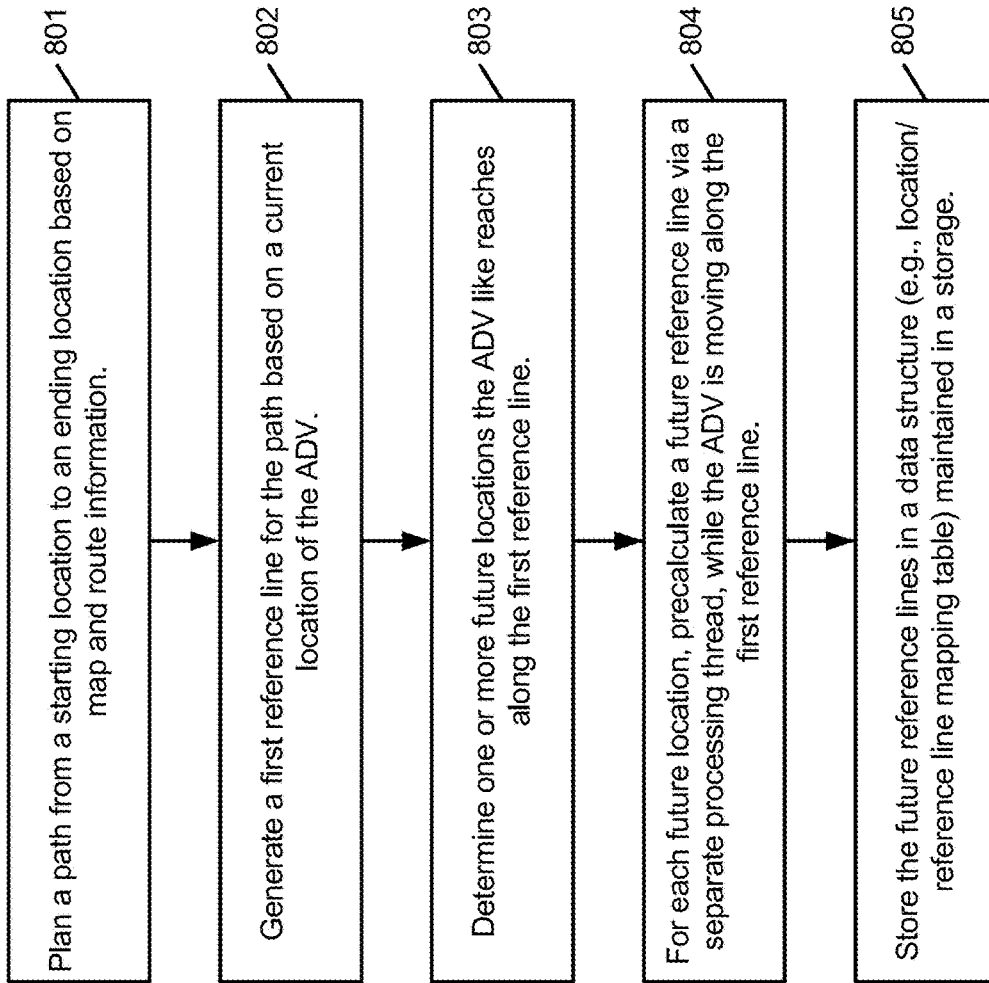 801
Plan a path from a starting location to an ending location based on
map and route information.
802
Generate a first reference line for the path based on a current
location of the ADV.
803
Determine one or more future locations the ADV like reaches
along the first reference line.
804
For each future location, precalculate a future reference line via a
separate processing thread, while the ADV is moving along the
first reference line.
805
Store the future reference lines in a data structure (e.g., location/
reference line mapping table) maintained in a storage.